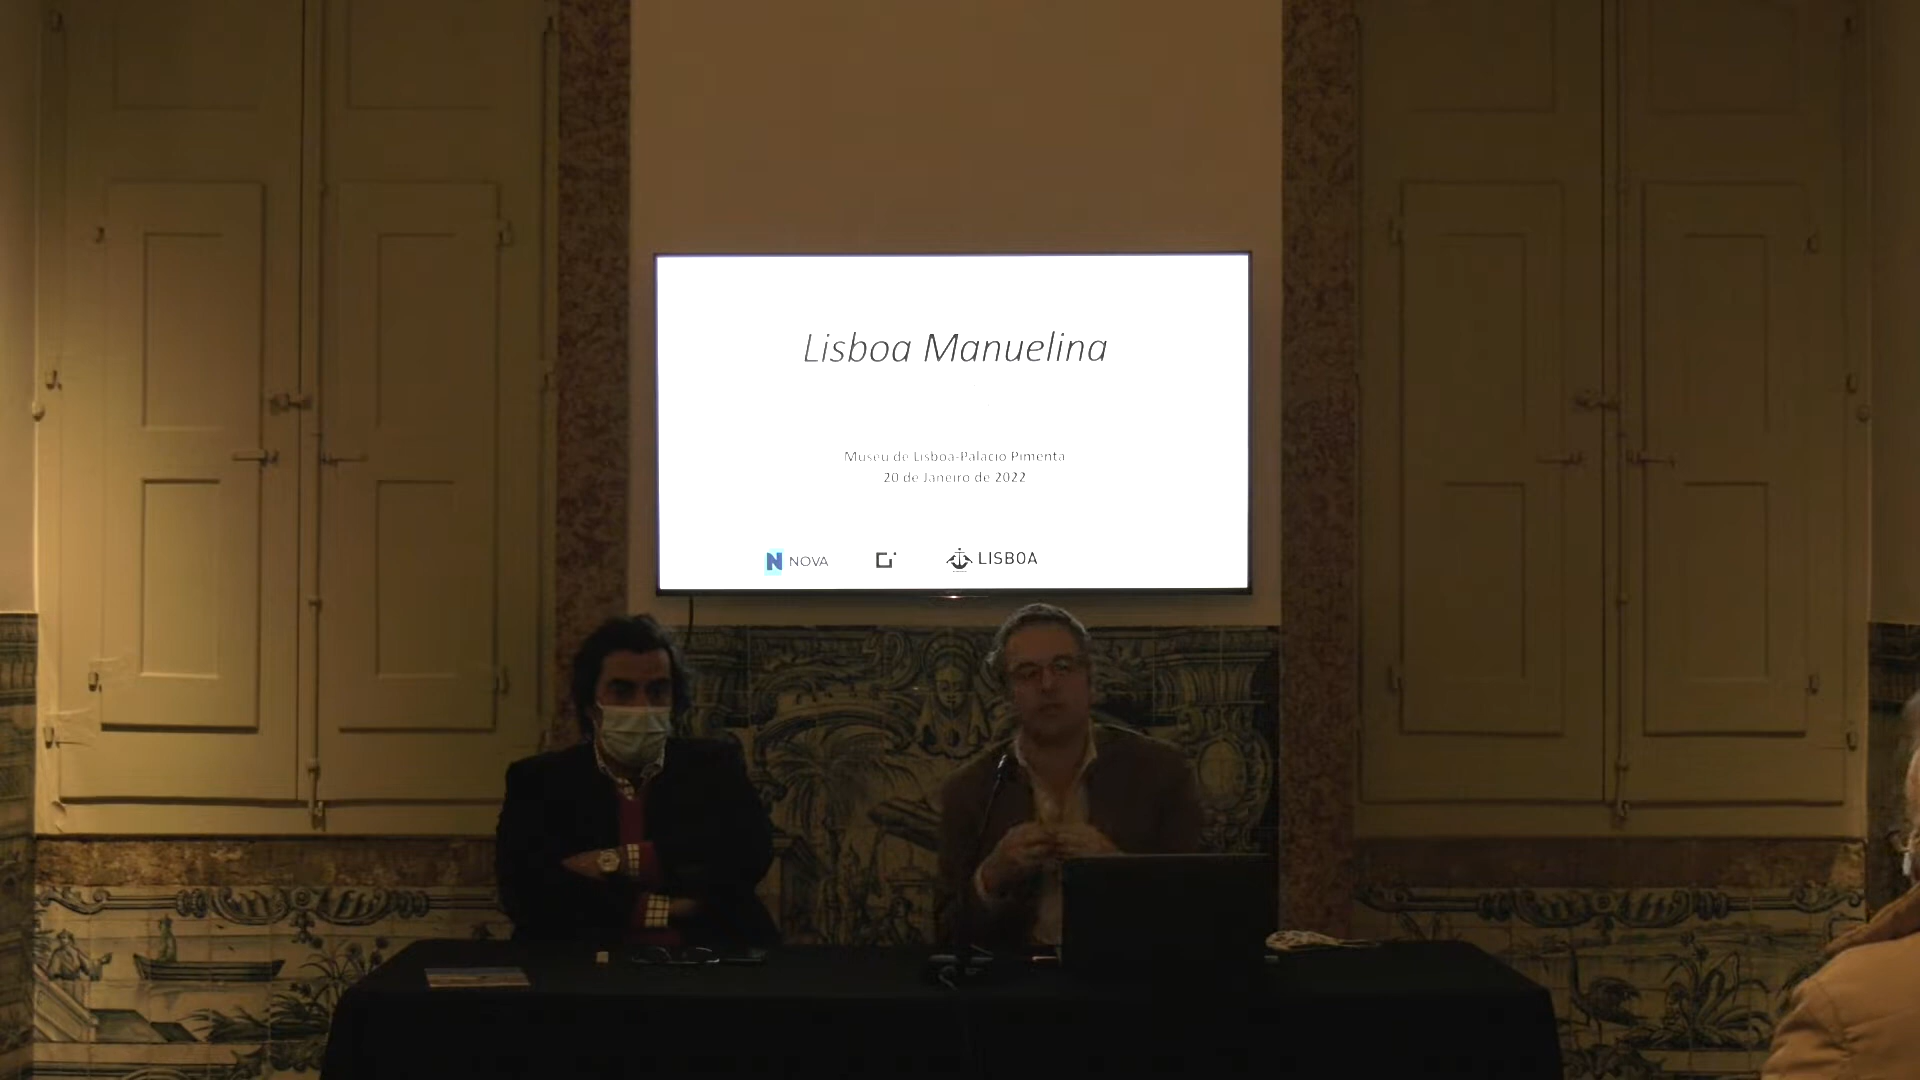 Lisboa Manuelina
Museu de Lisboa-Palácio Pimenta
20 de Janeiro de 2022
N NOVA
LISBOA